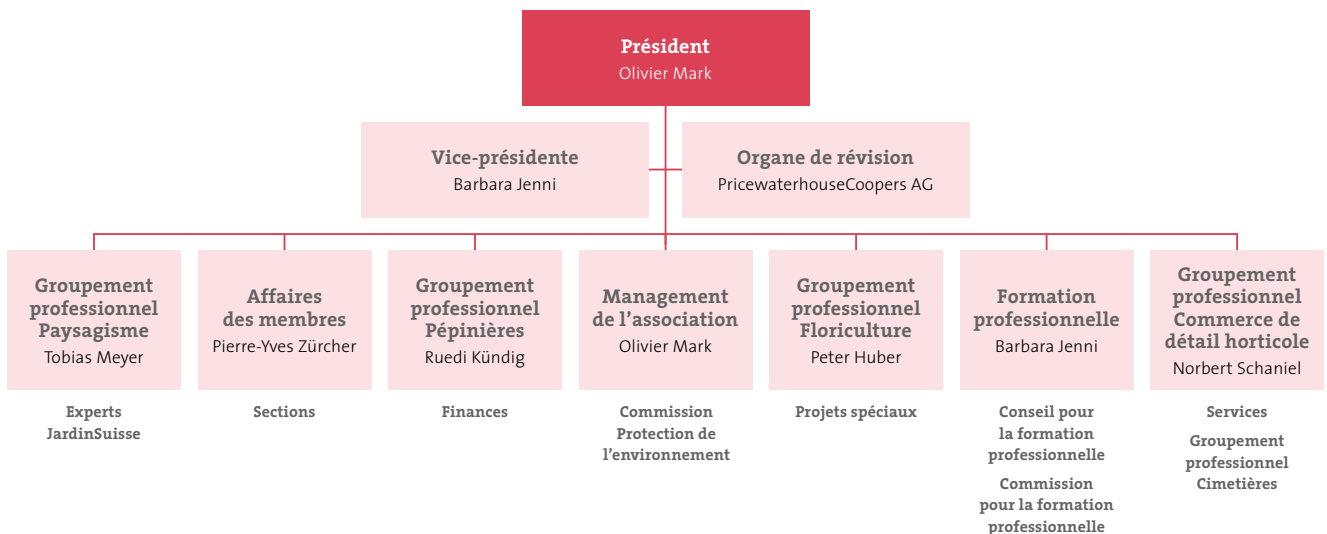 Président
Olivier Mark
Vice-présidente
Barbara Jenni
Organe de révision
PricewaterhouseCoopers AG
Groupement
professionnel
Paysagisme
Tobias Meyer
Affaires
des membres
Pierre-Yves Zürcher
Groupement
professionnel
Pépinières
Ruedi Kündig
Management
de l’association
Olivier Mark
Groupement
professionnel
Floriculture
Peter Huber
Formation
professionnelle
Barbara Jenni
Groupement
professionnel
Commerce de
détail horticole
Norbert Schaniel
Experts
JardinSuisse
Sections
Finances
Commission
Protection de
l’environnement
Projets spéciaux
Conseil pour
la formation
professionnelle
Commission
pour la formation
professionnelle
Services
Groupement
professionnel
Cimetières